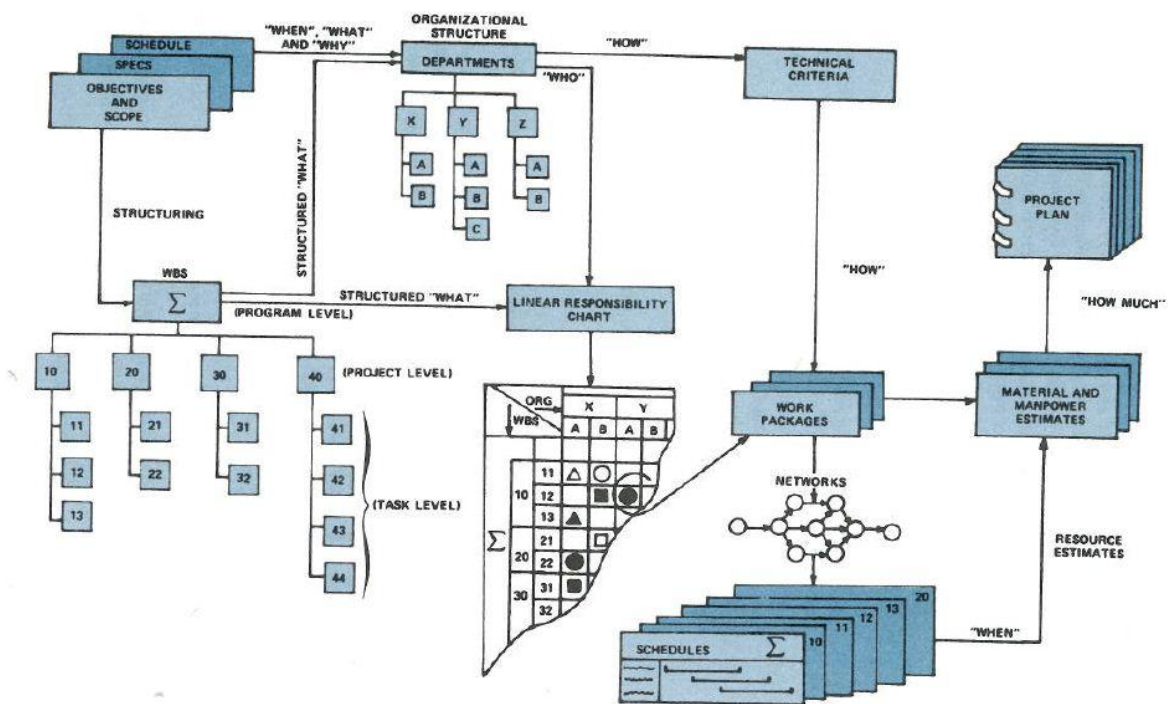 SCHEDULE
SPECS
OBJECTIVES
AND
SCOPE
"WHEN", "WHAT"
AND "WHY"
ORGANIZATIONAL
STRUCTURE
DEPARTMENTS
X
Y
Z
A
A
A
B
B
B
C
"HOW"
"WHO"
TECHNICAL
CRITERIA
STRUCTURING
STRUCTURED "WHAT"
WBS
Σ
(PROGRAM LEVEL)
STRUCTURED "WHAT"
LINEAR RESPONSIBILITY
CHART
10
20
30
40
(PROJECT LEVEL)
11
21
31
41
12
22
32
42
13
43
44
(TASK LEVEL)
ORG
WBS
X
Y
A
B
A
B
Σ
10
11
12
13
20
21
22
30
31
32
"HOW"
WORK
PACKAGES
NETWORKS
SCHEDULES
Σ
10
11
12
13
20
"WHEN"
RESOURCE
ESTIMATES
MATERIAL AND
MANPOWER
ESTIMATES
"HOW MUCH"
PROJECT
PLAN